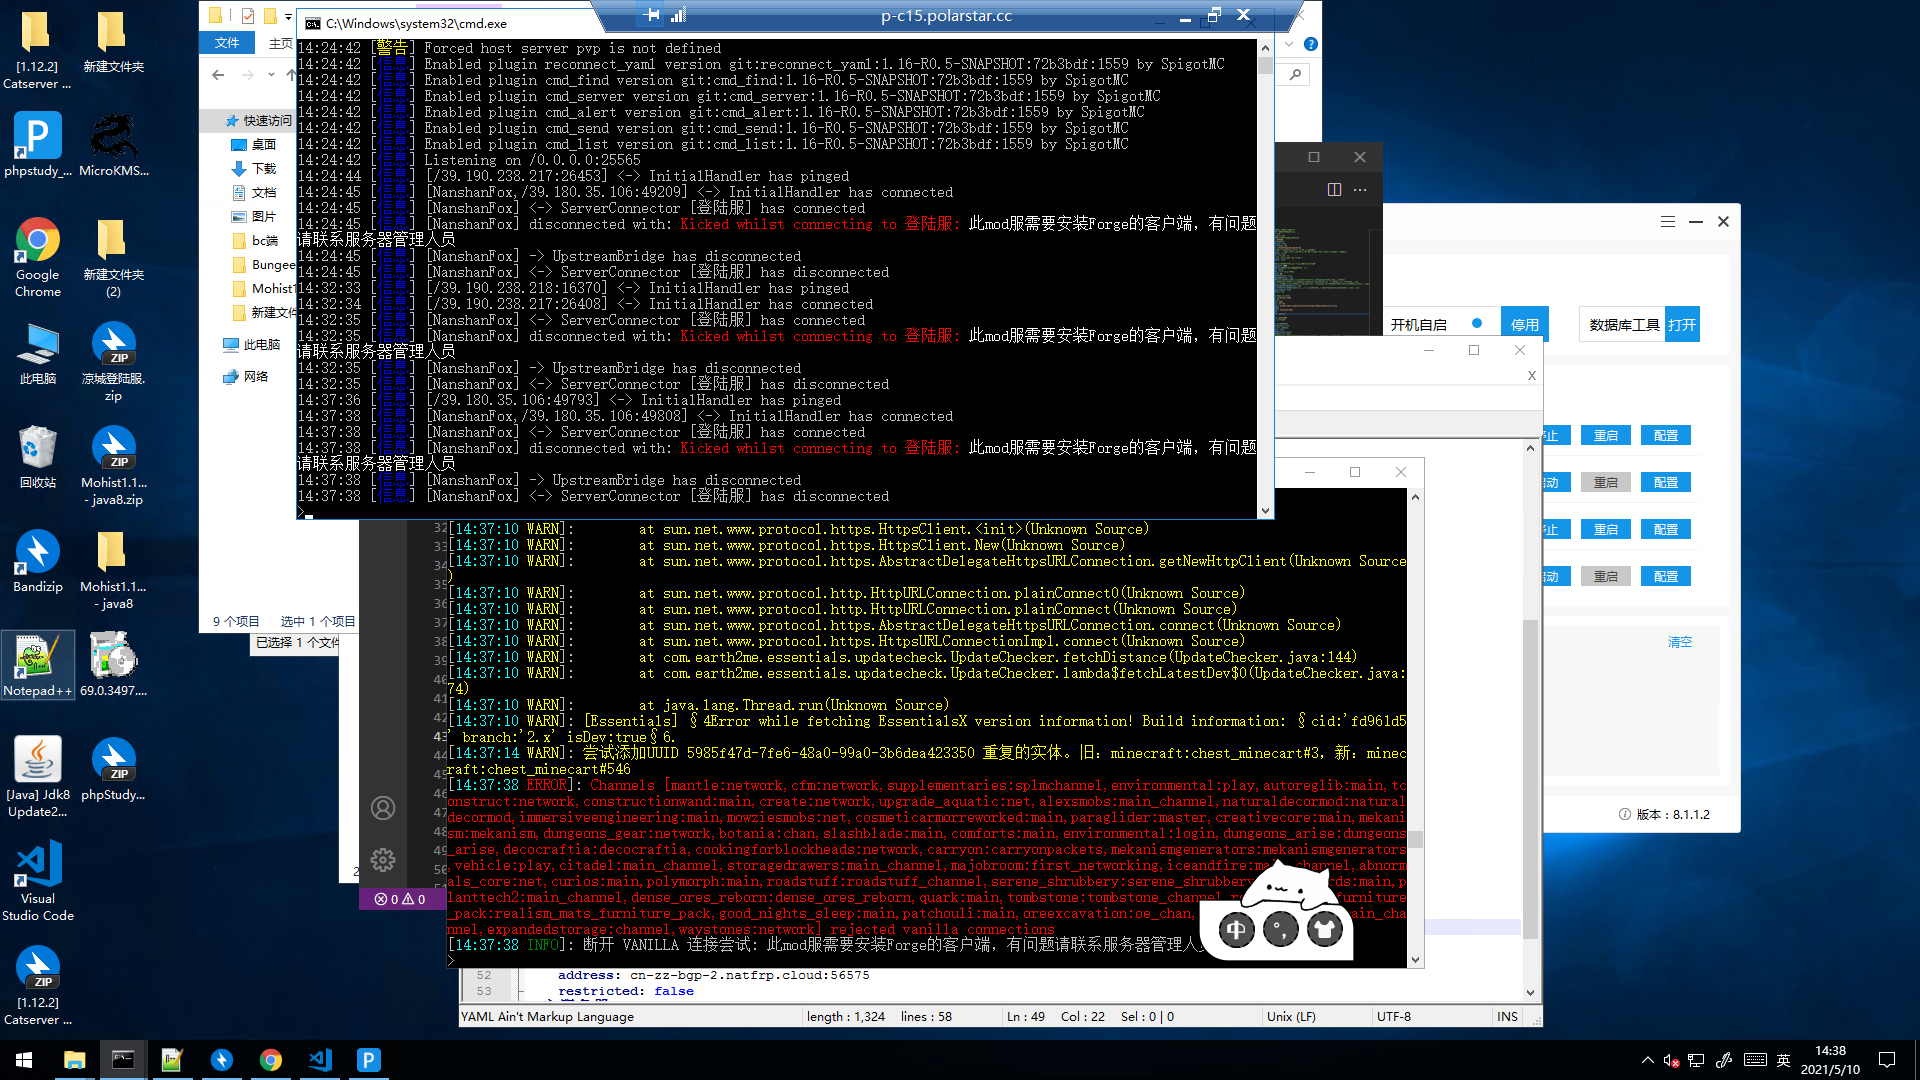 p-c15.polarstar.cc
C:\Windows\system32\cmd.exe
14:24:42 [警告] Forced host server pvp is not defined
14:24:42 [信息] Enabled plugin reconnect_yaml version git:reconnect_yaml:1.16-R0.5-SNAPSHOT:72b3bdf:1559 by SpigotMC
14:24:42 [信息] Enabled plugin cmd_find version git:cmd_find:1.16-R0.5-SNAPSHOT:72b3bdf:1559 by SpigotMC
14:24:42 [信息] Enabled plugin cmd_server version git:cmd_server:1.16-R0.5-SNAPSHOT:72b3bdf:1559 by SpigotMC
14:24:42 [信息] Enabled plugin cmd_alert version git:cmd_alert:1.16-R0.5-SNAPSHOT:72b3bdf:1559 by SpigotMC
14:24:42 [信息] Enabled plugin cmd_send version git:cmd_send:1.16-R0.5-SNAPSHOT:72b3bdf:1559 by SpigotMC
14:24:42 [信息] Enabled plugin cmd_list version git:cmd_list:1.16-R0.5-SNAPSHOT:72b3bdf:1559 by SpigotMC
14:24:42 [信息] Listening on /0.0.0.0:25565
14:24:44 [信息] [/39.190.238.217:26453] <-> InitialHandler has pinged
14:24:45 [信息] [NanshanFox,/39.180.35.106:49209] <-> InitialHandler has connected
14:24:45 [信息] [NanshanFox] <-> ServerConnector [登陆服] has connected
14:24:45 [信息] [NanshanFox] disconnected with: Kicked whilst connecting to 登陆服: 此mod服需要安装Forge的客户端，有问题
请联系服务器管理人员
14:24:45 [信息] [NanshanFox] -> UpstreamBridge has disconnected
14:24:45 [信息] [NanshanFox] <-> ServerConnector [登陆服] has disconnected
14:32:33 [信息] [/39.190.238.218:16370] <-> InitialHandler has pinged
14:32:34 [信息] [/39.190.238.217:26408] <-> InitialHandler has connected
14:32:35 [信息] [NanshanFox] <-> ServerConnector [登陆服] has connected
14:32:35 [信息] [NanshanFox] disconnected with: Kicked whilst connecting to 登陆服: 此mod服需要安装Forge的客户端，有问题
请联系服务器管理人员
14:32:35 [信息] [NanshanFox] -> UpstreamBridge has disconnected
14:32:35 [信息] [NanshanFox] <-> ServerConnector [登陆服] has disconnected
14:37:36 [信息] [/39.180.35.106:49793] <-> InitialHandler has pinged
14:37:38 [信息] [NanshanFox,/39.180.35.106:49808] <-> InitialHandler has connected
14:37:38 [信息] [NanshanFox] <-> ServerConnector [登陆服] has connected
14:37:38 [信息] [NanshanFox] disconnected with: Kicked whilst connecting to 登陆服: 此mod服需要安装Forge的客户端，有问题
请联系服务器管理人员
14:37:38 [信息] [NanshanFox] -> UpstreamBridge has disconnected
14:37:38 [信息] [NanshanFox] <-> ServerConnector [登陆服] has disconnected
>
[14:37:10 WARN]: at sun.net.www.protocol.https.HttpsClient.<init>(Unknown Source)
[14:37:10 WARN]: at sun.net.www.protocol.https.HttpsClient.New(Unknown Source)
[14:37:10 WARN]: at sun.net.www.protocol.https.AbstractDelegateHttpsURLConnection.getNewHttpClient(Unknown Source
)
[14:37:10 WARN]: at sun.net.www.protocol.http.HttpURLConnection.plainConnect0(Unknown Source)
[14:37:10 WARN]: at sun.net.www.protocol.http.HttpURLConnection.plainConnect(Unknown Source)
[14:37:10 WARN]: at sun.net.www.protocol.https.AbstractDelegateHttpsURLConnection.connect(Unknown Source)
[14:37:10 WARN]: at sun.net.www.protocol.https.HttpsURLConnectionImpl.connect(Unknown Source)
[14:37:10 WARN]: at com.earth2me.essentials.updatecheck.UpdateChecker.fetchDistance(UpdateChecker.java:144)
[14:37:10 WARN]: at com.earth2me.essentials.updatecheck.UpdateChecker.lambda$fetchLatestDev$0(UpdateChecker.java:
74)
[14:37:10 WARN]: at java.lang.Thread.run(Unknown Source)
[14:37:10 WARN]: [Essentials] §4Error while fetching EssentialsX version information! Build information: §cid:'fd961d5
' branch:'2.x' isDev:true§6.
[14:37:14 WARN]: 尝试添加UUID 5985f47d-7fe6-48a0-99a0-3b6dea423350 重复的实体。旧：minecraft:chest_minecart#3，新：minec
raft:chest_minecart#546
[14:37:38 ERROR]: Channels [mantle:network,cfm:network,supplementaries:splmchannel,environmental:play,autoreglib:main,tc
onstruct:network,constructionwand:main,create:network,upgrade_aquatic:net,alexsmobs:main_channel,naturaldecormod:natural
decormod,immersiveengineering:main,mowziesmobs:net,cosmeticarmorreworked:main,paraglider:master,creativecore:main,mekani
sm:mekanism,dungeons_gear:network,botania:chan,slashblade:main,comforts:main,environmental:login,dungeons_arise:dungeons
_arise,decocraftia:decocraftia,cookingforblockheads:network,carryon:carryonpackets,mekanismgenerators:mekanismgenerators
,vehicle:play,citadel:main_channel,storagedrawers:main_channel,majobroom:first_networking,iceandfire:mai channel,abnorm
als_core:net,curios:main,polymorph:main,roadstuff:roadstuff_channel,serene_shrubbery:serene_shrubbery rds:main,p
lanttech2:main_channel,dense_ores_reborn:dense_ores_reborn,quark:main,tombstone:tombstone_channel furniture
_pack:realism_mats_furniture_pack,good_nights_sleep:main,patchouli:main,oreexcavation:oe_chan, ain_chan
nel,expandedstorage:channel,waystones:network] rejected vanilla connections
[14:37:38 INFO]: 断开 VANILLA 连接尝试: 此mod服需要安装Forge的客户端，有问题请联系服务器管理人
>
中
52 address: cn-zz-bgp-2.natfrp.cloud:56575
53 restricted: false
YAML Ain't Markup Language length : 1,324 lines : 58 Ln : 49 Col : 22 Sel : 0 | 0 Unix (LF) UTF-8 INS
文件 主页
快速访问
桌面
下载
文档
图片
bc端
Bungee
Mohist1
新建文件
此电脑
网络
9 个项目 选中 1 个项目
已选择 1 个文件
0 0
开机自启 停用 数据库工具 打开
停止 重启 配置
启动 重启 配置
停止 重启 配置
启动 重启 配置
清空
版本：8.1.1.2
[1.12.2]
Catserver ...
新建文件夹
phpstudy_...
MicroKMS...
Google
Chrome
新建文件夹
(2)
此电脑
凉城登陆服.
zip
回收站
Mohist1.1...
- java8.zip
Bandizip
Mohist1.1...
- java8
Notepad++
69.0.3497....
[Java] Jdk8
Update2...
phpStudy...
Visual
Studio Code
[1.12.2]
Catserver ...
英
14:38
2021/5/10